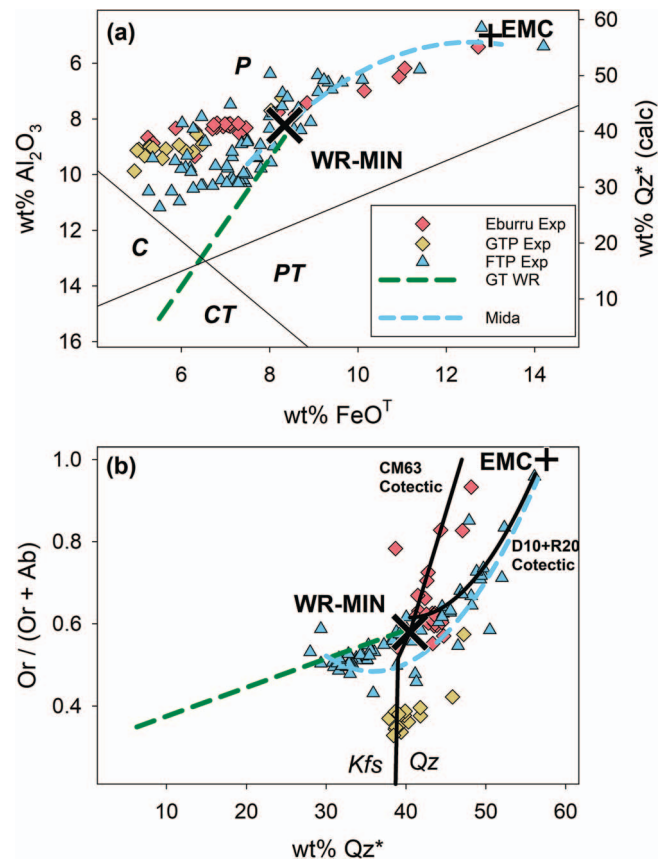 (a)
EMC
P
WR-MIN
C
PT
CT
Eburru Exp
GTP Exp
FTP Exp
GT WR
Mida
6
8
10
12
14
16
wt% Al2O3
60
50
40
30
20
10
wt% Qz* (calc)
6
8
10
12
14
wt% FeO^T
(b)
CM63
Cotectic
EMC
D10+R20
Cotectic
WR-MIN
Kfs
Qz
1.0
0.8
0.6
0.4
Or / (Or + Ab)
10
20
30
40
50
60
wt% Qz*